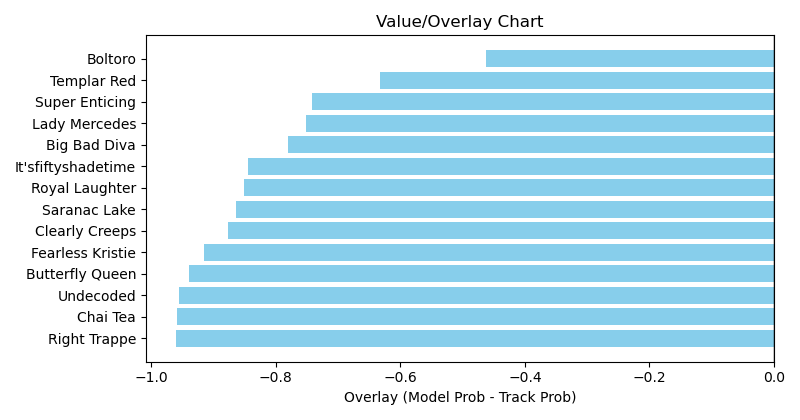 Value/Overlay Chart
Boltoro
Templar Red
Super Enticing
Lady Mercedes
Big Bad Diva
It'sfiftyshadetime
Royal Laughter
Saranac Lake
Clearly Creeps
Fearless Kristie
Butterfly Queen
Undecoded
Chai Tea
Right Trappe
−1.0 −0.8 −0.6 −0.4 −0.2 0.0
Overlay (Model Prob - Track Prob)